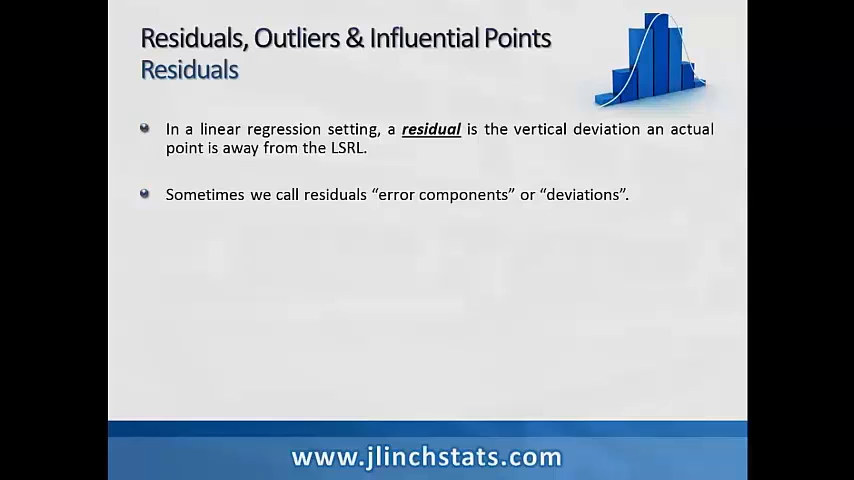 Residuals, Outliers & Influential Points
Residuals
In a linear regression setting, a residual is the vertical deviation an actual
point is away from the LSRL.
Sometimes we call residuals “error components” or “deviations”.
www.jlinchstats.com